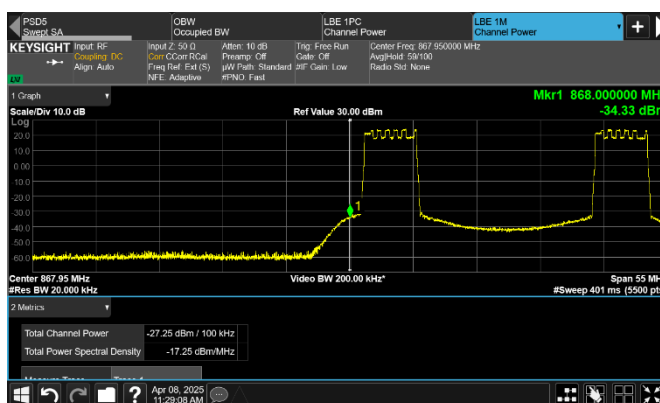 PSD5
Swept SA
OBW
Occupied BW
LBE 1PC
Channel Power
LBE 1M
Channel Power
KEYSIGHT
Input: RF
Coupling: DC
Align: Auto
Input Z: 50 Ω
Corr CCorr RCal
Freq Ref: Ext (S)
NFE: Adaptive
Atten: 10 dB
Preamp: Off
µW Path: Standard
#PNO: Fast
Trig: Free Run
Gate: Off
#IF Gain: Low
Center Freq: 867.950000 MHz
Avg|Hold: 59/100
Radio Std: None
1 Graph
Mkr1 868.000000 MH
Scale/Div 10.0 dB
Ref Value 30.00 dBm
-34.33 dBr
Log
20.0
10.0
0.00
-10.0
-20.0
-30.0
-40.0
-50.0
-60.0
1
Center 867.95 MHz
Video BW 200.00 kHz*
Span 55 M
#Res BW 20.000 kHz
#Sweep 401 ms (5500 pts
2 Metrics
Total Channel Power -27.25 dBm / 100 kHz
Total Power Spectral Density -17.25 dBm/MHz
Apr 08, 2025
11:29:08 AM